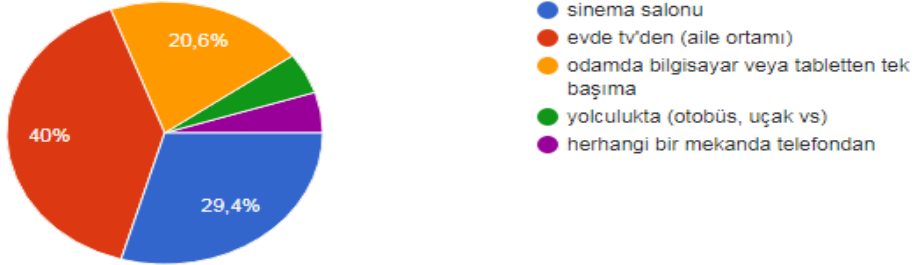 20,6%
40%
29,4%
sinema salonu
evde tv'den (aile ortamı)
odamda bilgisayar veya tabletten tek
başıma
yolculukta (otobüs, uçak vs)
herhangi bir mekanda telefondan